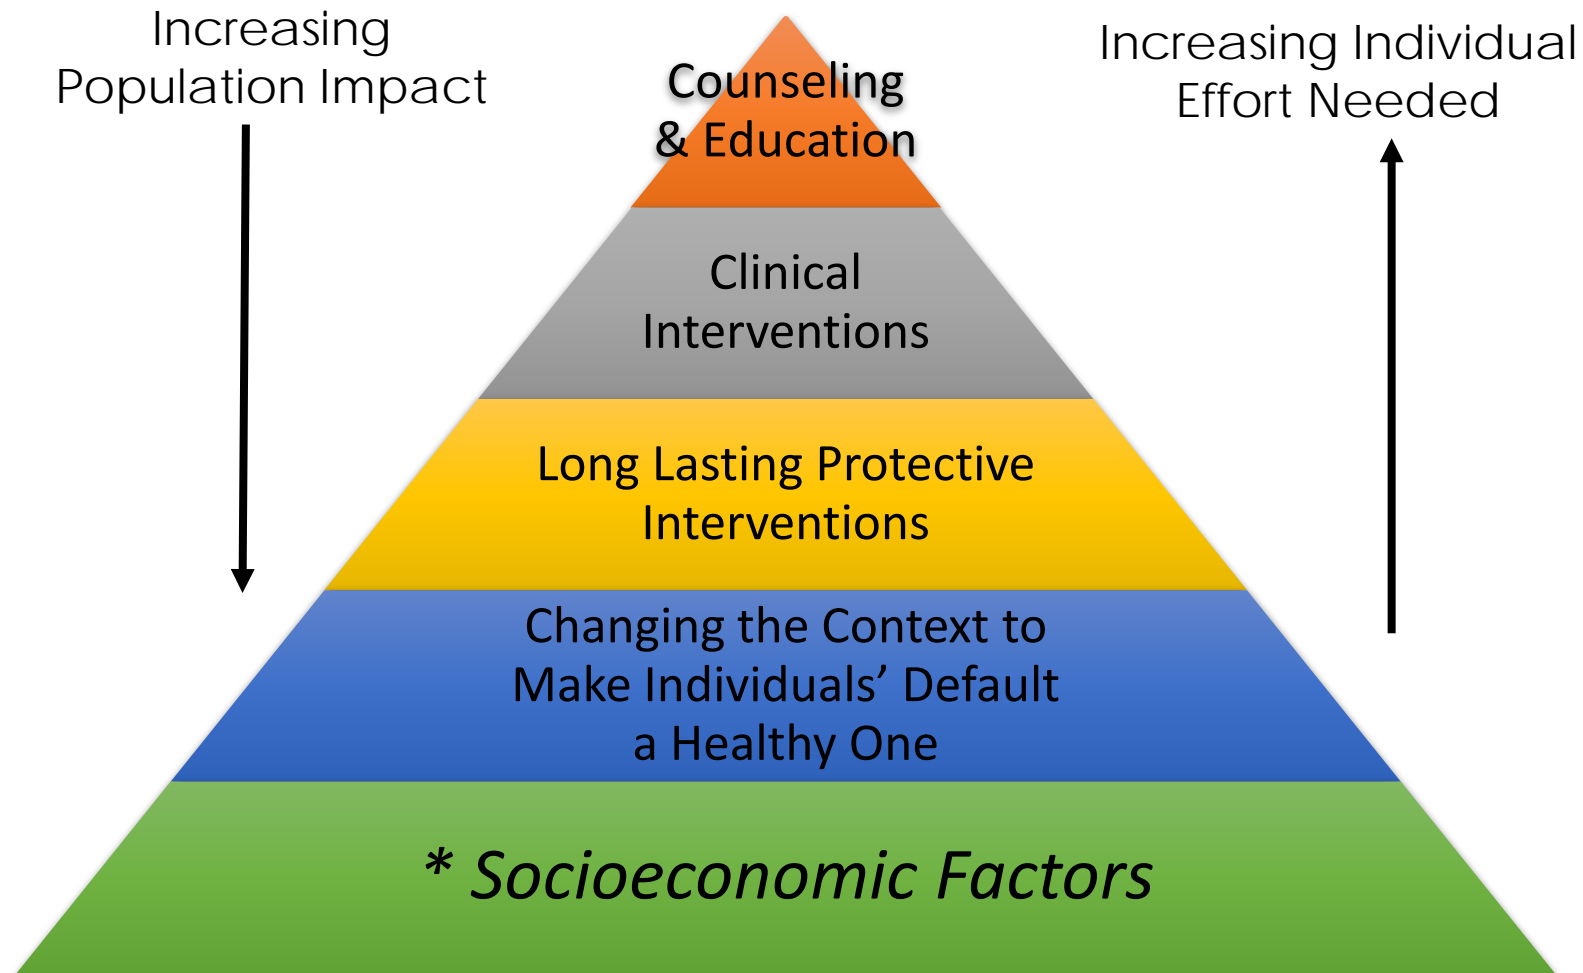 Increasing
Population Impact
Increasing Individual
Effort Needed
Counseling
& Education
Clinical
Interventions
Long Lasting Protective
Interventions
Changing the Context to
Make Individuals’ Default
a Healthy One
* Socioeconomic Factors